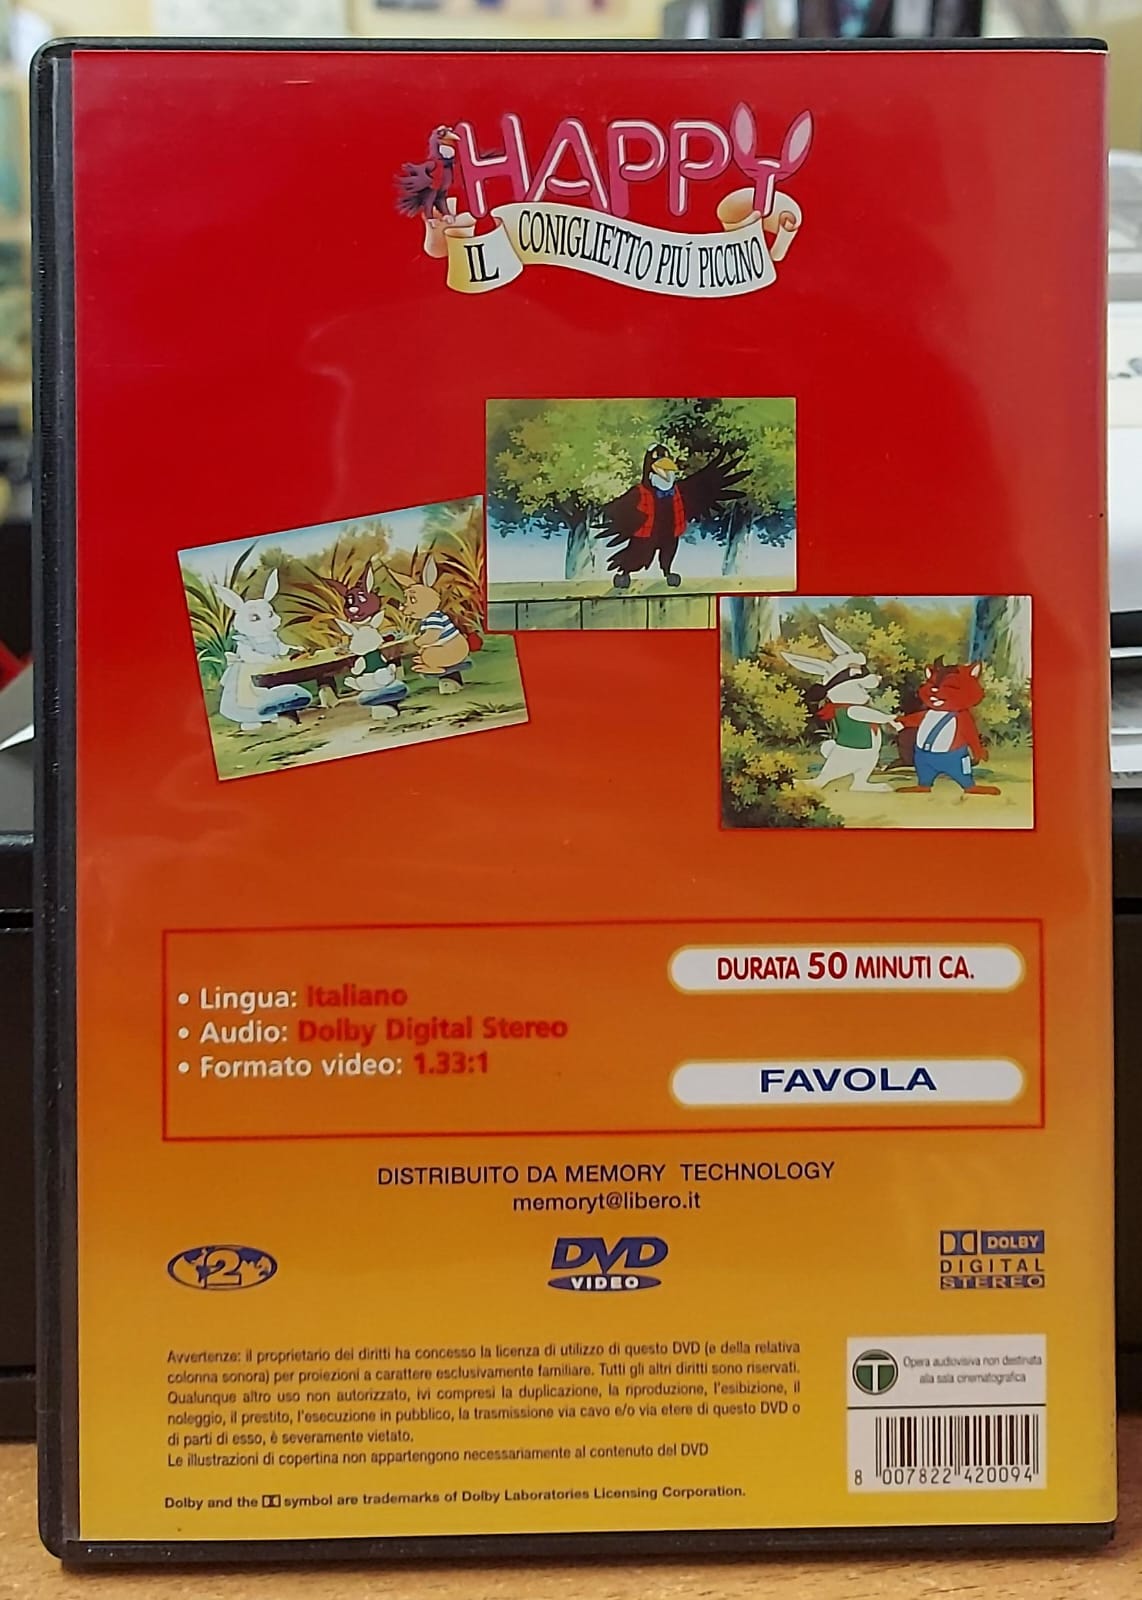 HAPPY
IL CONIGLIETTO PIÚ PICCINO
• Lingua: Italiano
• Audio: Dolby Digital Stereo
• Formato video: 1.33:1
DURATA 50 MINUTI CA.
FAVOLA
DISTRIBUITO DA MEMORY TECHNOLOGY
memoryt@libero.it
2
DVD
VIDEO
DOLBY
DIGITAL
STEREO
Avvertenze: il proprietario dei diritti ha concesso la licenza di utilizzo di questo DVD (e della relativa
colonna sonora) per proiezioni a carattere esclusivamente familiare. Tutti gli altri diritti sono riservati.
Qualunque altro uso non autorizzato, ivi compresi la duplicazione, la riproduzione, l'esibizione, il
noleggio, il prestito, l'esecuzione in pubblico, la trasmissione via cavo e/o via etere di questo DVD o
di parti di esso, è severamente vietato.
Le illustrazioni di copertina non appartengono necessariamente al contenuto del DVD
Dolby and the symbol are trademarks of Dolby Laboratories Licensing Corporation.
T
Opera audiovisiva non destinata
alla sala cinematografica
8 007822 420094